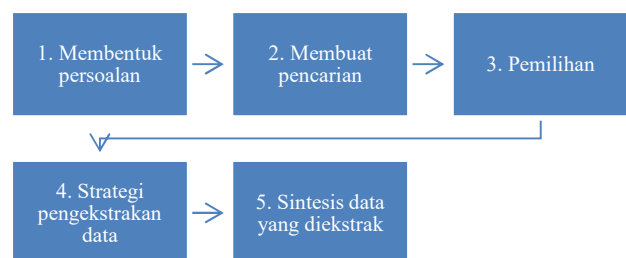 1. Membentuk
persoalan
2. Membuat
pencarian
3. Pemilihan
4. Strategi
pengekstrakan
data
5. Sintesis data
yang diekstrak